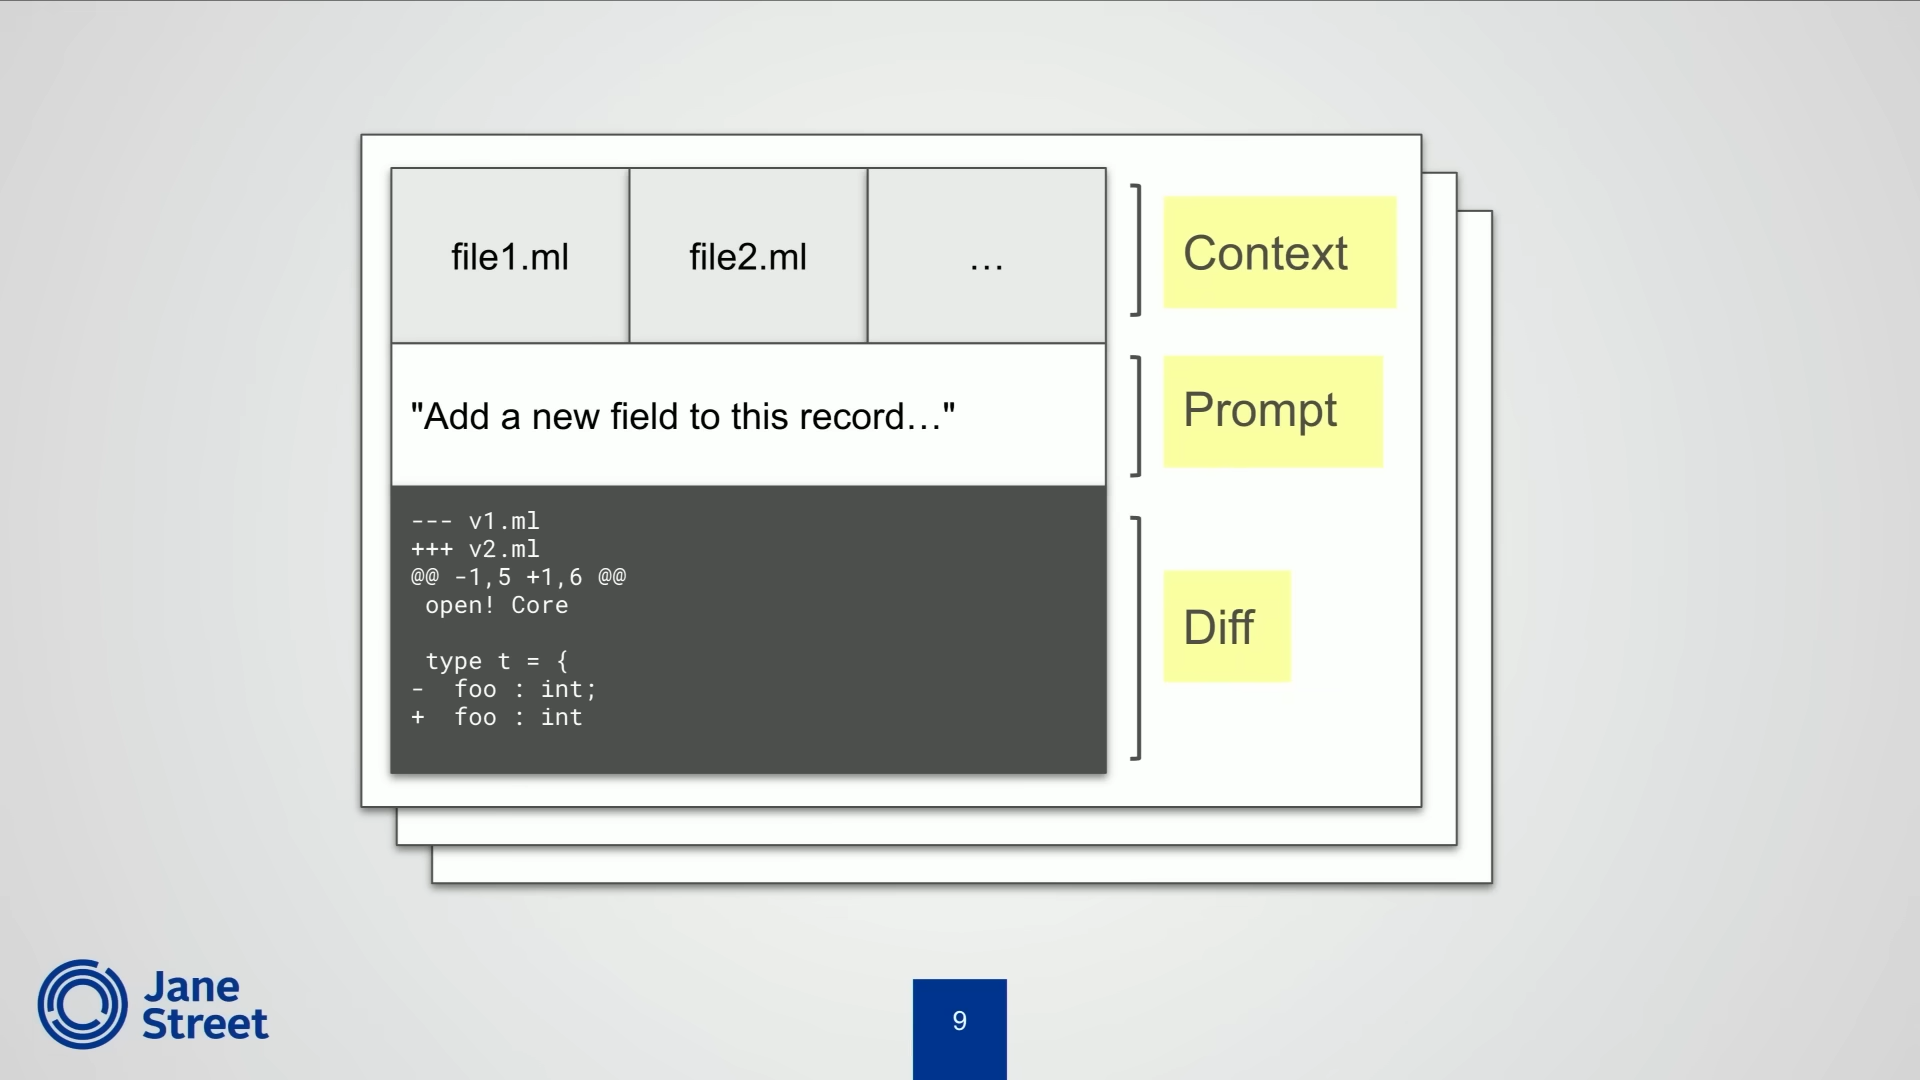 file1.ml
file2.ml
…
Context
"Add a new field to this record…"
Prompt
--- v1.ml
+++ v2.ml
@@ -1,5 +1,6 @@
 open! Core

 type t = {
-  foo : int;
+  foo : int
Diff
Jane
Street
9